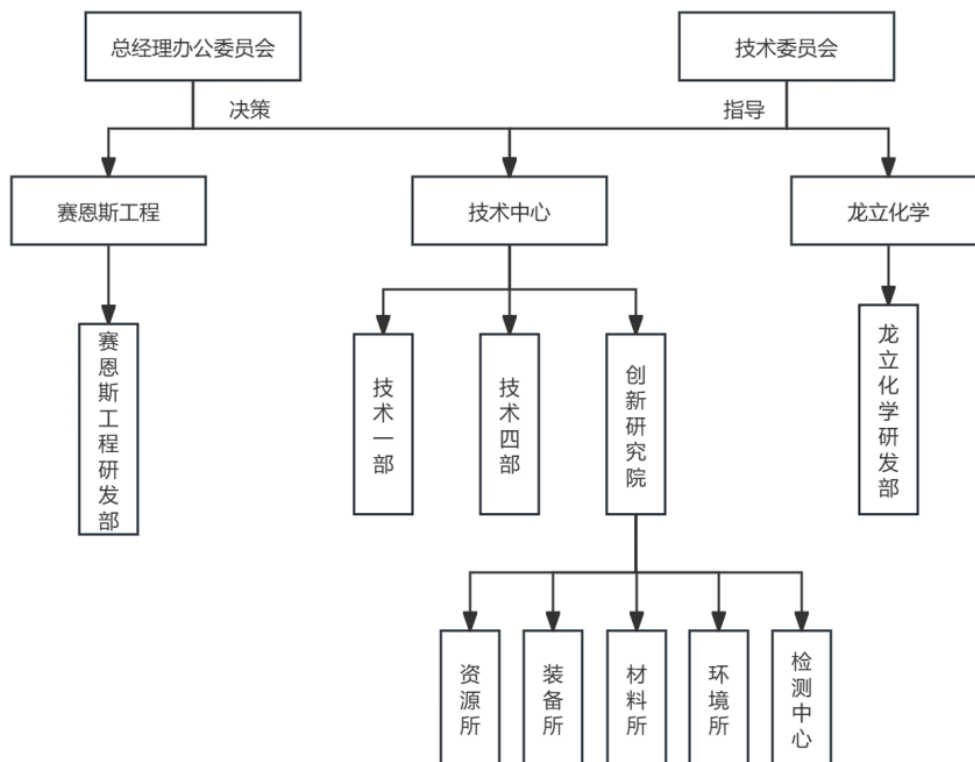 总经理办公委员会
技术委员会
决策
指导
赛恩斯工程
技术中心
龙立化学
赛恩斯工程研发部
技术一部
技术四部
创新研究院
龙立化学研发部
资源所
装备所
材料所
环境所
检测中心